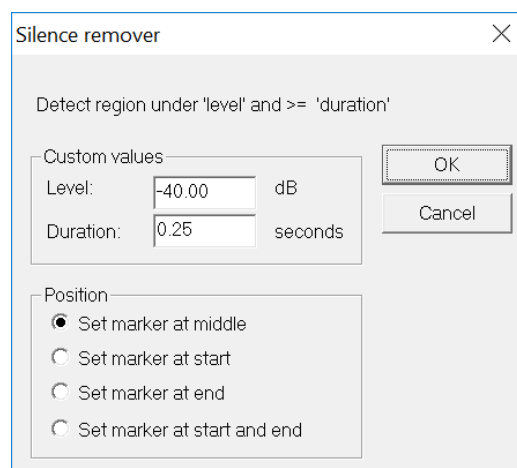 Silence remover
Detect region under 'level' and >= 'duration'
Custom values
Level: -40.00 dB
Duration: 0.25 seconds
OK
Cancel
Position
Set marker at middle
Set marker at start
Set marker at end
Set marker at start and end